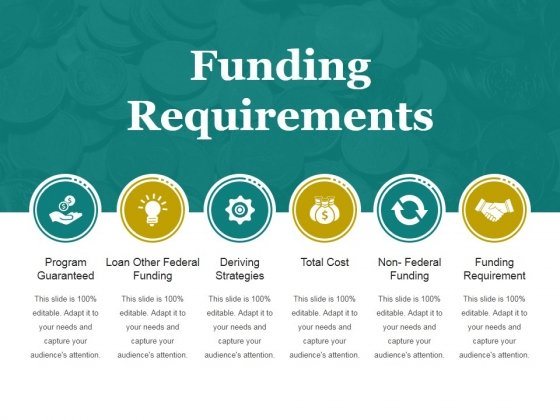 Funding
Requirements
Program
Guaranteed
This slide is 100%
editable. Adapt it to
your needs and
capture your
audience's attention.
Loan Other Federal
Funding
This slide is 100%
editable. Adapt it to
your needs and
capture your
audience's attention.
Deriving
Strategies
This slide is 100%
editable. Adapt it to
your needs and
capture your
audience's attention.
Total Cost
This slide is 100%
editable. Adapt it to
your needs and
capture your
audience's attention.
Non- Federal
Funding
This slide is 100%
editable. Adapt it to
your needs and
capture your
audience's attention.
Funding
Requirement
This slide is 100%
editable. Adapt it to
your needs and
capture your
audience's attention.